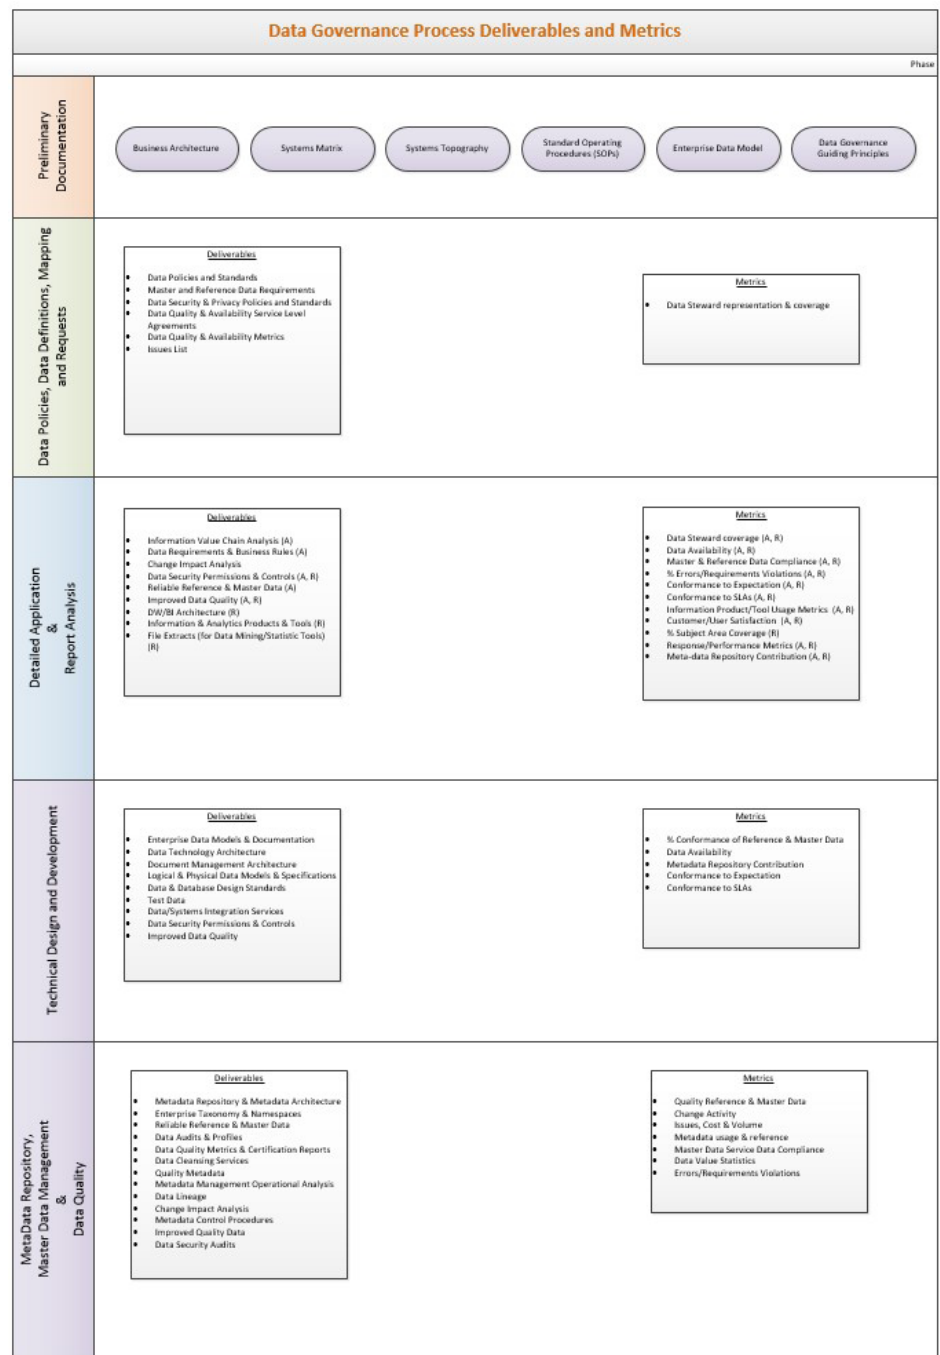 Data Governance Process Deliverables and Metrics
Phase
Preliminary
Documentation
Business Architecture
Systems Matrix
Systems Topography
Standard Operating
Procedures (SOPs)
Enterprise Data Model
Data Governance
Guiding Principles
Data Policies, Data Definitions, Mapping
and Requests
Deliverables
• Data Policies and Standards
• Master and Reference Data Requirements
• Data Security & Privacy Policies and Standards
• Data Quality & Availability Service Level
Agreements
• Data Quality & Availability Metrics
• Issues List
Metrics
• Data Steward representation & coverage
Detailed Application
&
Report Analysis
Deliverables
• Information Value Chain Analysis (A)
• Data Requirements & Business Rules (A)
• Change Impact Analysis
• Data Security Permissions & Controls (A, R)
• Reliable Reference & Master Data (A)
• Improved Data Quality (A, R)
• DW/BI Architecture (R)
• Information & Analytics Products & Tools (R)
• File Extracts (for Data Mining/Statistic Tools)
(R)
Metrics
• Data Steward coverage (A, R)
• Data Availability (A, R)
• Master & Reference Data Compliance (A, R)
• % Errors/Requirements Violations (A, R)
• Conformance to Expectation (A, R)
• Conformance to SLAs (A, R)
• Information Product/Tool Usage Metrics (A, R)
• Customer/User Satisfaction (A, R)
• % Subject Area Coverage (R)
• Response/Performance Metrics (A, R)
• Meta-data Repository Contribution (A, R)
Technical Design and Development
Deliverables
• Enterprise Data Models & Documentation
• Data Technology Architecture
• Document Management Architecture
• Logical & Physical Data Models & Specifications
• Data & Database Design Standards
• Test Data
• Data/Systems Integration Services
• Data Security Permissions & Controls
• Improved Data Quality
Metrics
• % Conformance of Reference & Master Data
• Data Availability
• Metadata Repository Contribution
• Conformance to Expectation
• Conformance to SLAs
MetaData Repository,
Master Data Management
&
Data Quality
Deliverables
• Metadata Repository & Metadata Architecture
• Enterprise Taxonomy & Namespaces
• Reliable Reference & Master Data
• Data Audits & Profiles
• Data Quality Metrics & Certification Reports
• Data Cleansing Services
• Quality Metadata
• Metadata Management Operational Analysis
• Data Lineage
• Change Impact Analysis
• Metadata Control Procedures
• Improved Quality Data
• Data Security Audits
Metrics
• Quality Reference & Master Data
• Change Activity
• Issues, Cost & Volume
• Metadata usage & reference
• Master Data Service Data Compliance
• Data Value Statistics
• Errors/Requirements Violations